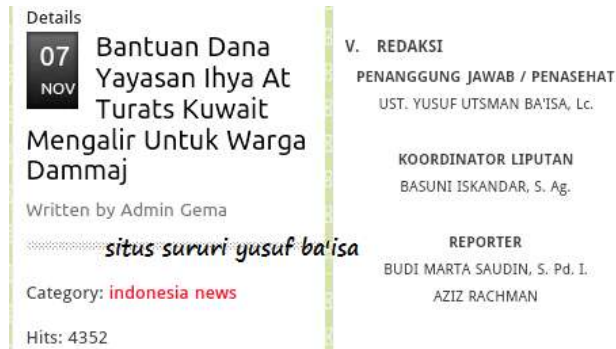 Details
07
NOV
Bantuan Dana
Yayasan Ihya At
Turats Kuwait
Mengalir Untuk Warga
Dammaj
Written by Admin Gema
situs sururi yusuf ba'isa
Category: indonesia news
Hits: 4352
V. REDAKSI
PENANGGUNG JAWAB / PENASEHAT
UST. YUSUF UTSMAN BA'ISA, Lc.
KOORDINATOR LIPUTAN
BASUNI ISKANDAR, S. Ag.
REPORTER
BUDI MARTA SAUDIN, S. Pd. I.
AZIZ RACHMAN